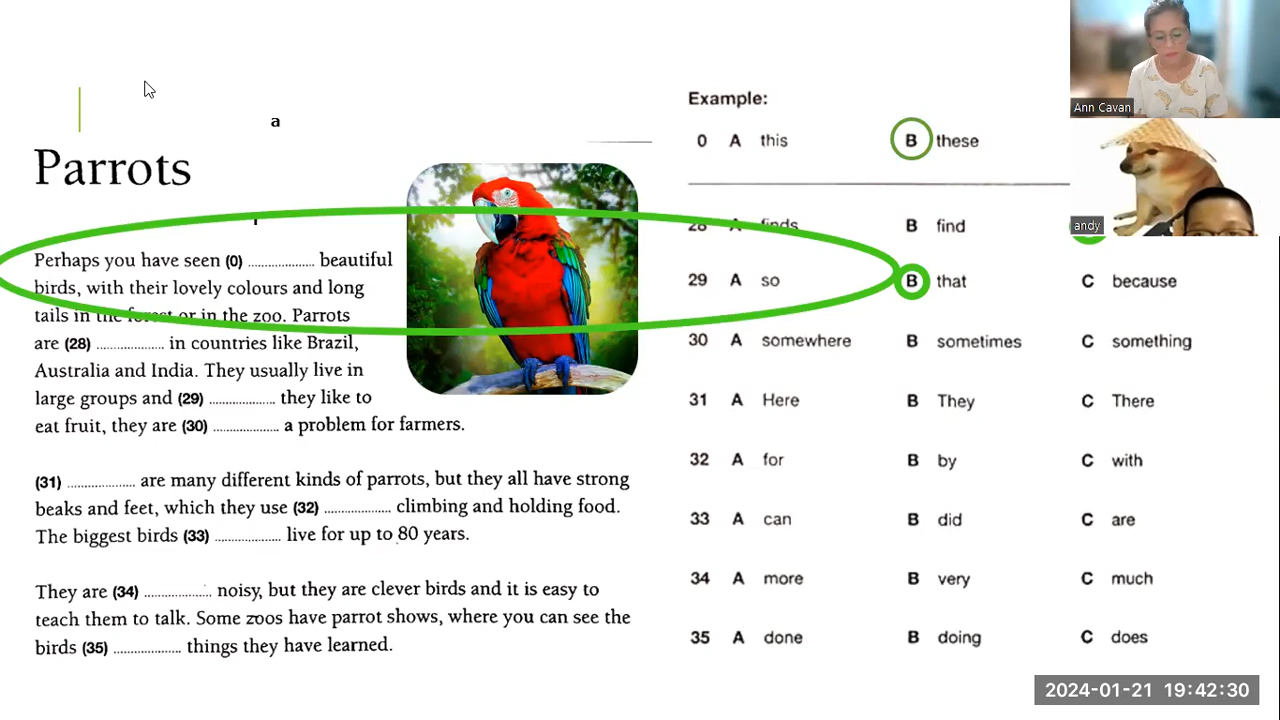 a
Parrots
Perhaps you have seen (0) .................... beautiful
birds, with their lovely colours and long
tails in the forest or in the zoo. Parrots
are (28) .................... in countries like Brazil,
Australia and India. They usually live in
large groups and (29) .................... they like to
eat fruit, they are (30) .................... a problem for farmers.
(31) .................... are many different kinds of parrots, but they all have strong
beaks and feet, which they use (32) .................... climbing and holding food.
The biggest birds (33) .................... live for up to 80 years.
They are (34) .................... noisy, but they are clever birds and it is easy to
teach them to talk. Some zoos have parrot shows, where you can see the
birds (35) .................... things they have learned.
Example:
0 A this B these
28 A finds B find
29 A so B that C because
30 A somewhere B sometimes C something
31 A Here B They C There
32 A for B by C with
33 A can B did C are
34 A more B very C much
35 A done B doing C does
Ann Cavan
andy
2024-01-21 19:42:30